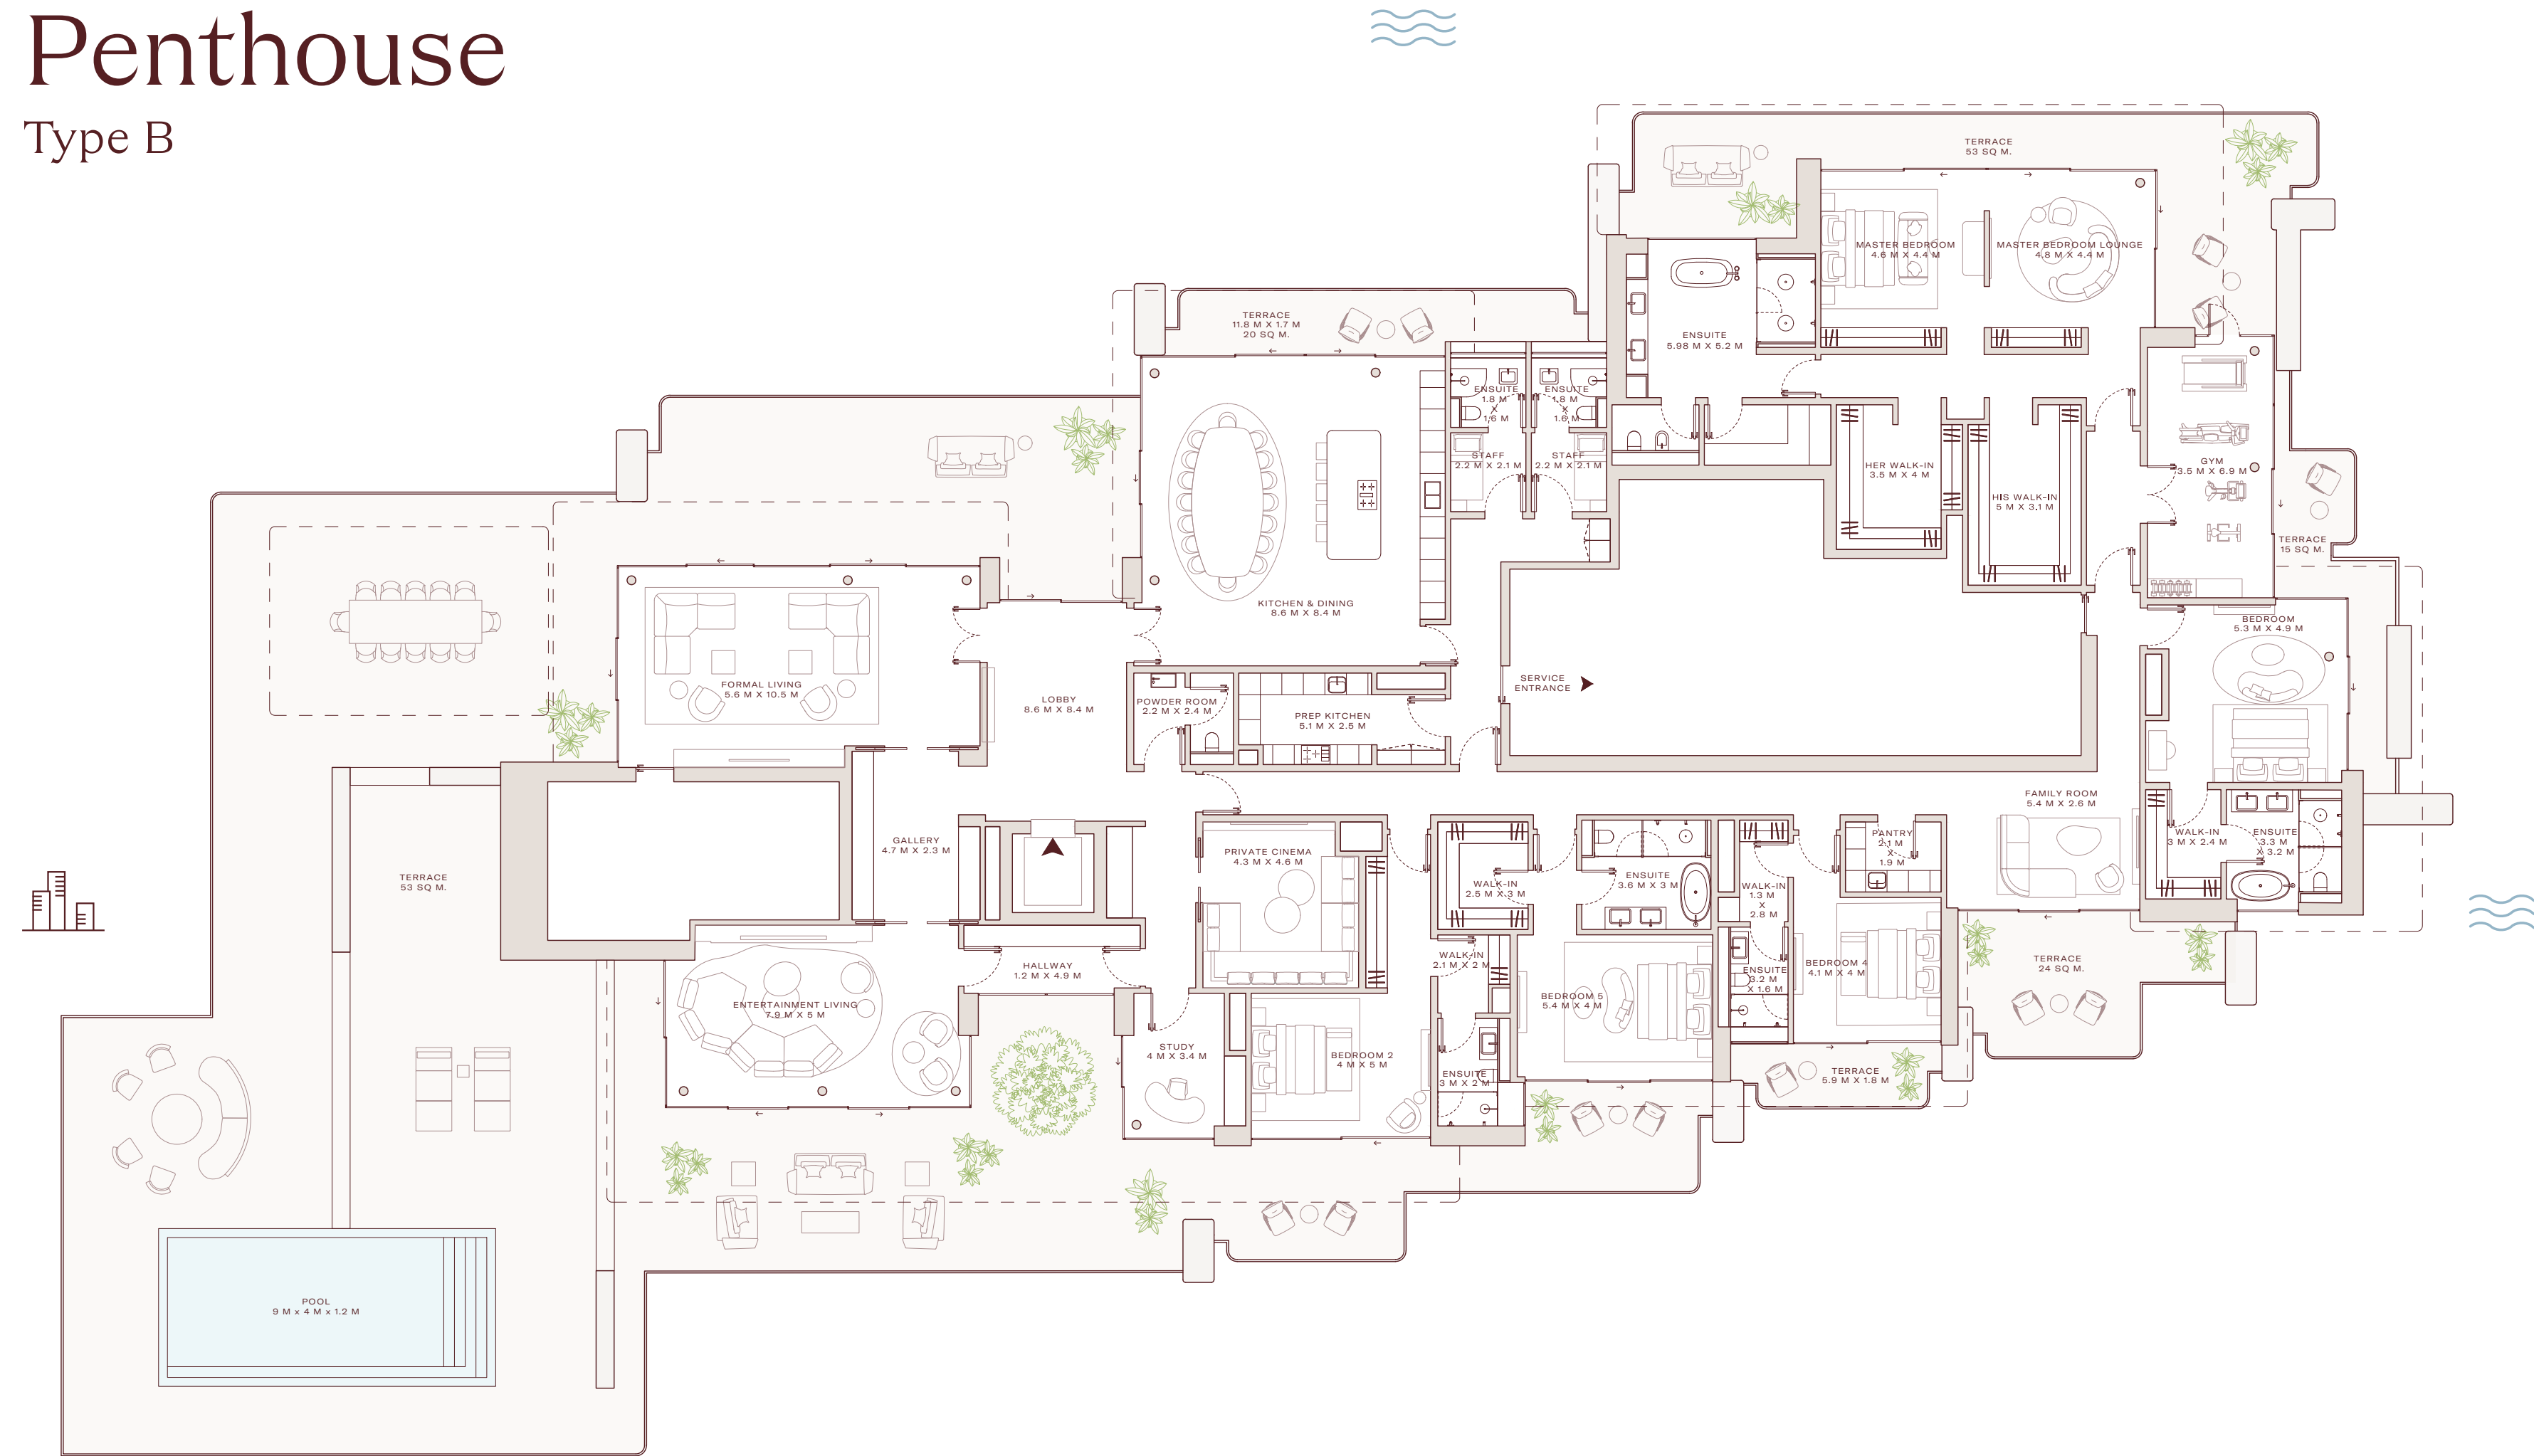 Penthouse
Type B
TERRACE
53 SQ M.
MASTER BEDROOM
4.6 M X 4.4 M
MASTER BEDROOM LOUNGE
4.8 M X 4.4 M
TERRACE
11.8 M X 1.7 M
20 SQ M.
ENSUITE
5.98 M X 5.2 M
ENSUITE
1.8 M
X
1.6 M
ENSUITE
1.8 M
X
1.6 M
STAFF
2.2 M X 2.1 M
STAFF
2.2 M X 2.1 M
HER WALK-IN
3.5 M X 4 M
HIS WALK-IN
5 M X 3.1 M
GYM
3.5 M X 6.9 M
TERRACE
15 SQ M.
KITCHEN & DINING
8.6 M X 8.4 M
BEDROOM
5.3 M X 4.9 M
FORMAL LIVING
5.6 M X 10.5 M
LOBBY
8.6 M X 8.4 M
POWDER ROOM
2.2 M X 2.4 M
PREP KITCHEN
5.1 M X 2.5 M
SERVICE
ENTRANCE
FAMILY ROOM
5.4 M X 2.6 M
GALLERY
4.7 M X 2.3 M
PRIVATE CINEMA
4.3 M X 4.6 M
PANTRY
2.1 M
X
1.9 M
WALK-IN
3 M X 2.4 M
ENSUITE
3.3 M
X 3.2 M
TERRACE
53 SQ M.
WALK-IN
2.5 M X 3 M
ENSUITE
3.6 M X 3 M
WALK-IN
1.3 M
X
2.8 M
HALLWAY
1.2 M X 4.9 M
WALK-IN
2.1 M X 2 M
ENSUITE
3.2 M
X 1.6 M
BEDROOM 4
4.1 M X 4 M
TERRACE
24 SQ M.
ENTERTAINMENT LIVING
7.9 M X 5 M
BEDROOM 5
5.4 M X 4 M
STUDY
4 M X 3.4 M
BEDROOM 2
4 M X 5 M
ENSUITE
3 M X 2 M
TERRACE
5.9 M X 1.8 M
POOL
9 M x 4 M x 1.2 M